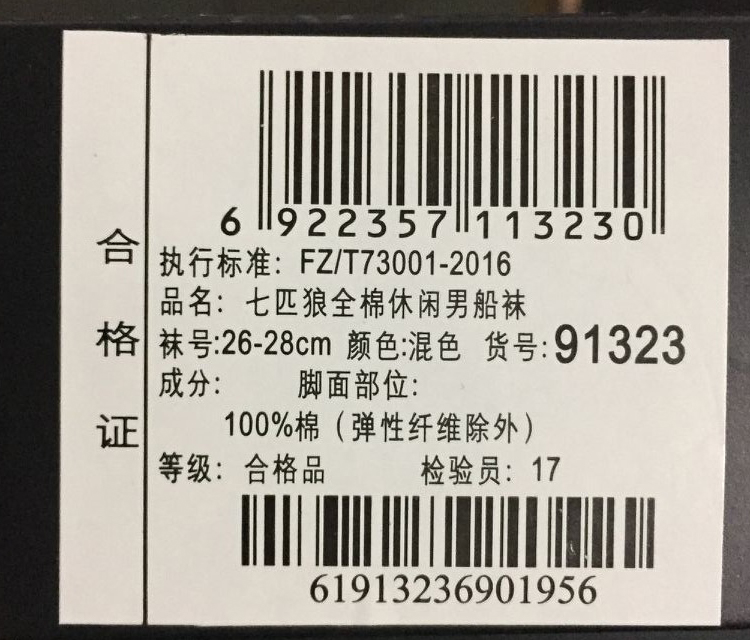 合格证
6 922357 113230
执行标准: FZ/T73001-2016
品名: 七匹狼全棉休闲男船袜
袜号:26-28cm 颜色:混色 货号:91323
成分: 脚面部位:
100%棉（弹性纤维除外）
等级: 合格品 检验员: 17
61913236901956